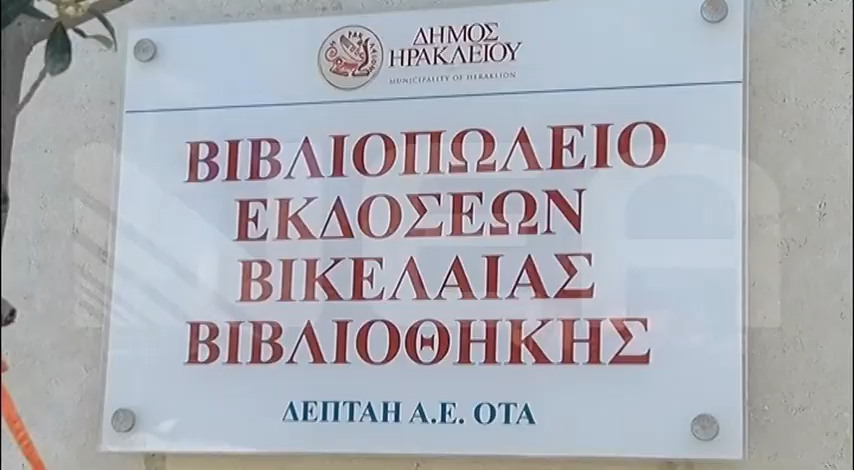 ΔΗΜΟΣ
ΗΡΑΚΛΕΙΟΥ
MUNICIPALITY OF HERAKLION
ΒΙΒΛΙΟΠΩΛΕΙΟ
ΕΚΔΟΣΕΩΝ
ΒΙΚΕΛΑΙΑΣ
ΒΙΒΛΙΟΘΗΚΗΣ
ΔΕΠΤΑΗ Α.Ε. ΟΤΑ